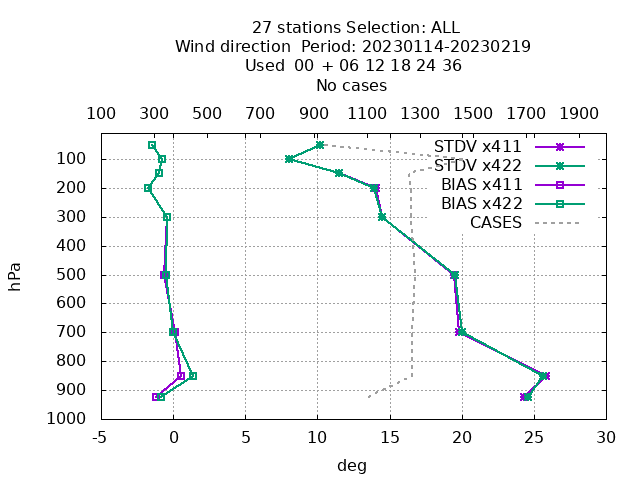 27 stations Selection: ALL
Wind direction  Period: 20230114-20230219
Used  00 + 06 12 18 24 36
No cases
100 300 500 700 900 1100 1300 1500 1700 1900
STDV x411
STDV x422
BIAS x411
BIAS x422
CASES
100
200
300
400
500
600
700
800
900
1000
hPa
-5 0 5 10 15 20 25 30
deg